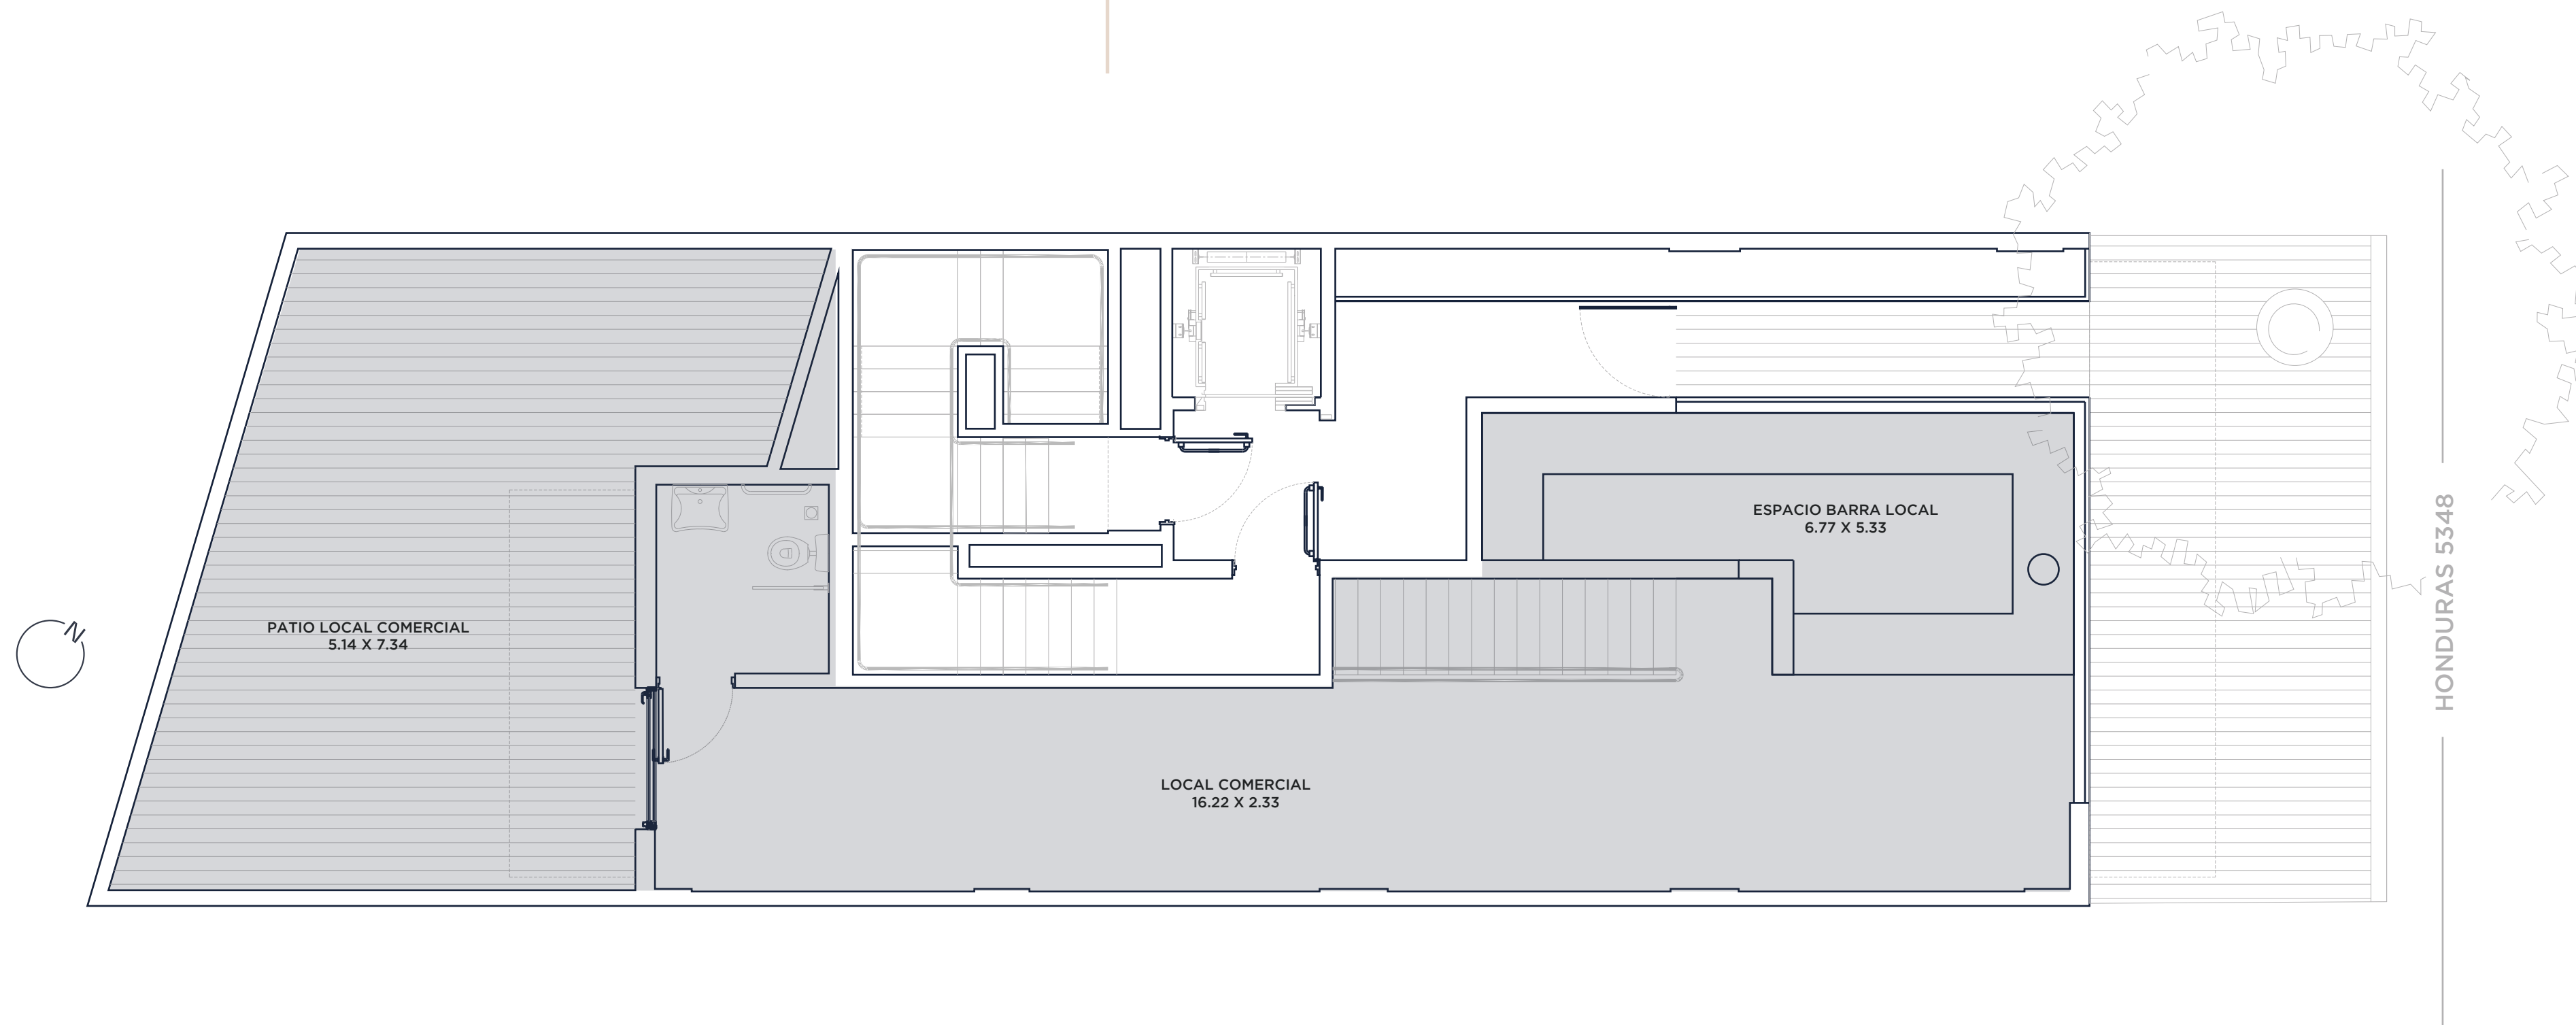 ESPACIO BARRA LOCAL
6.77 X 5.33
PATIO LOCAL COMERCIAL
5.14 X 7.34
N
LOCAL COMERCIAL
16.22 X 2.33
HONDURAS 5348